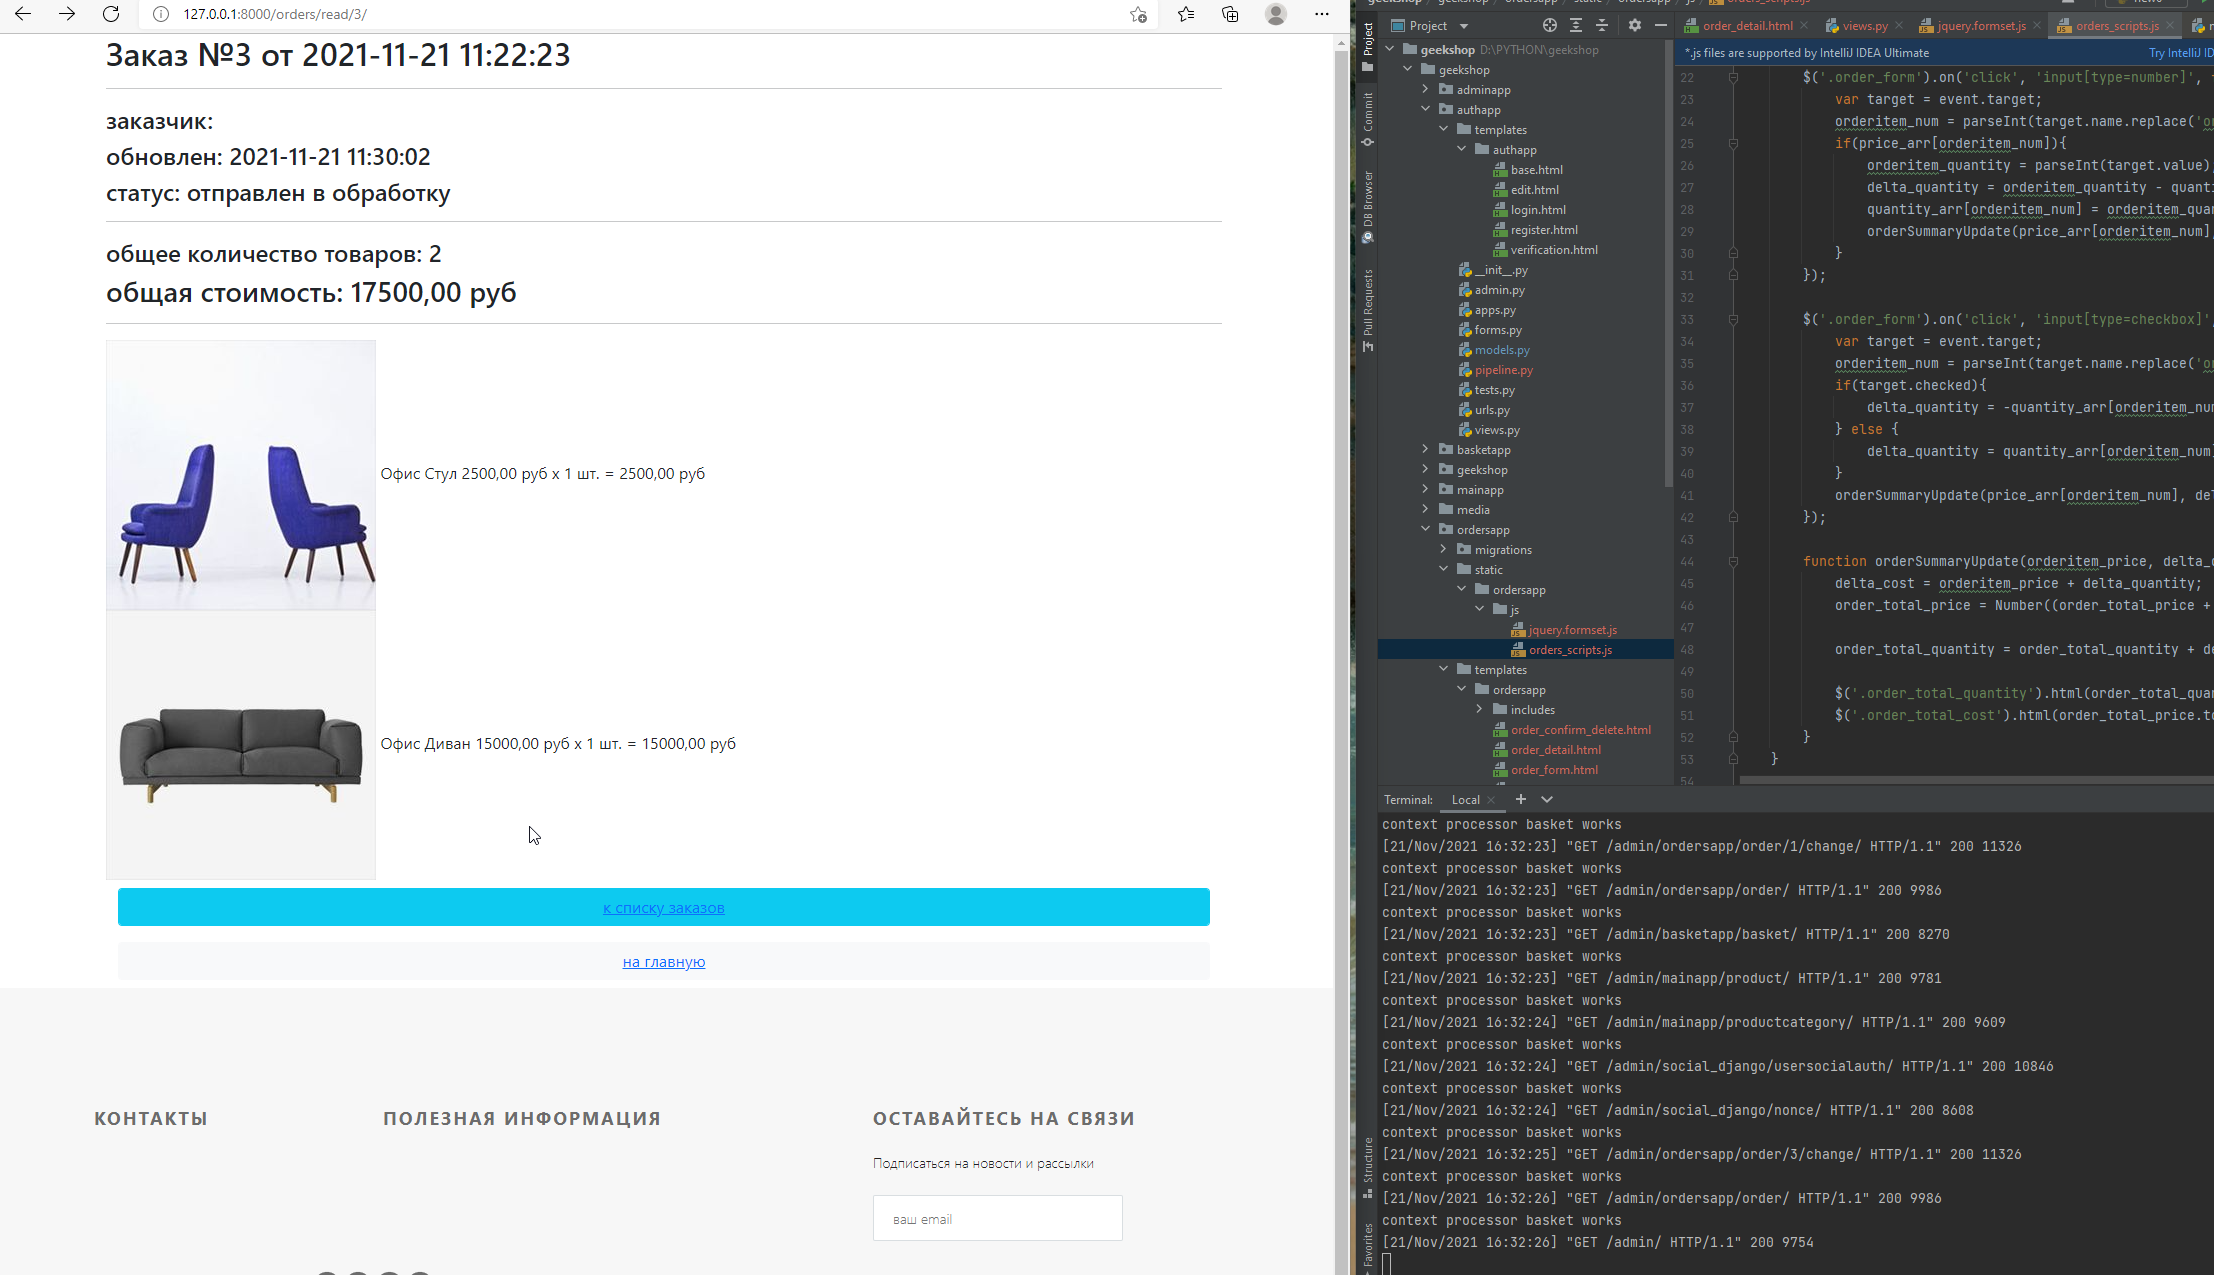 127.0.0.1:8000/orders/read/3/
Заказ №3 от 2021-11-21 11:22:23
заказчик:
обновлен: 2021-11-21 11:30:02
статус: отправлен в обработку
общее количество товаров: 2
общая стоимость: 17500,00 руб
Офис Стул 2500,00 руб x 1 шт. = 2500,00 руб
Офис Диван 15000,00 руб x 1 шт. = 15000,00 руб
к списку заказов
на главную
КОНТАКТЫ
ПОЛЕЗНАЯ ИНФОРМАЦИЯ
ОСТАВАЙТЕСЬ НА СВЯЗИ
Подписаться на новости и рассылки
ваш email
Project
Commit
DB Browser
Pull Requests
Structure
Favorites
Project
geekshop D:\PYTHON\geekshop
geekshop
adminapp
authapp
templates
authapp
base.html
edit.html
login.html
register.html
verification.html
__init__.py
admin.py
apps.py
forms.py
models.py
pipeline.py
tests.py
urls.py
views.py
basketapp
geekshop
mainapp
media
ordersapp
migrations
static
ordersapp
js
jquery.formset.js
orders_scripts.js
templates
ordersapp
includes
order_confirm_delete.html
order_detail.html
order_form.html
order_detail.html views.py jquery.formset.js orders_scripts.js
*.js files are supported by IntelliJ IDEA Ultimate Try IntelliJ ID
22 $('.order_form').on('click', 'input[type=number]',
23 var target = event.target;
24 orderitem_num = parseInt(target.name.replace('or
25 if(price_arr[orderitem_num]){
26 orderitem_quantity = parseInt(target.value)
27 delta_quantity = orderitem_quantity - quanti
28 quantity_arr[orderitem_num] = orderitem_quan
29 orderSummaryUpdate(price_arr[orderitem_num],
30 }
31 });
32
33 $('.order_form').on('click', 'input[type=checkbox]',
34 var target = event.target;
35 orderitem_num = parseInt(target.name.replace('or
36 if(target.checked){
37 delta_quantity = -quantity_arr[orderitem_num
38 } else {
39 delta_quantity = quantity_arr[orderitem_num]
40 }
41 orderSummaryUpdate(price_arr[orderitem_num], del
42 });
43
44 function orderSummaryUpdate(orderitem_price, delta_q
45 delta_cost = orderitem_price + delta_quantity;
46 order_total_price = Number((order_total_price +
47
48 order_total_quantity = order_total_quantity + de
49
50 $('.order_total_quantity').html(order_total_quan
51 $('.order_total_cost').html(order_total_price.to
52 }
53 }
54
Terminal: Local
context processor basket works
[21/Nov/2021 16:32:23] "GET /admin/ordersapp/order/1/change/ HTTP/1.1" 200 11326
context processor basket works
[21/Nov/2021 16:32:23] "GET /admin/ordersapp/order/ HTTP/1.1" 200 9986
context processor basket works
[21/Nov/2021 16:32:23] "GET /admin/basketapp/basket/ HTTP/1.1" 200 8270
context processor basket works
[21/Nov/2021 16:32:23] "GET /admin/mainapp/product/ HTTP/1.1" 200 9781
context processor basket works
[21/Nov/2021 16:32:24] "GET /admin/mainapp/productcategory/ HTTP/1.1" 200 9609
context processor basket works
[21/Nov/2021 16:32:24] "GET /admin/social_django/usersocialauth/ HTTP/1.1" 200 10846
context processor basket works
[21/Nov/2021 16:32:24] "GET /admin/social_django/nonce/ HTTP/1.1" 200 8608
context processor basket works
[21/Nov/2021 16:32:25] "GET /admin/ordersapp/order/3/change/ HTTP/1.1" 200 11326
context processor basket works
[21/Nov/2021 16:32:26] "GET /admin/ordersapp/order/ HTTP/1.1" 200 9986
context processor basket works
[21/Nov/2021 16:32:26] "GET /admin/ HTTP/1.1" 200 9754